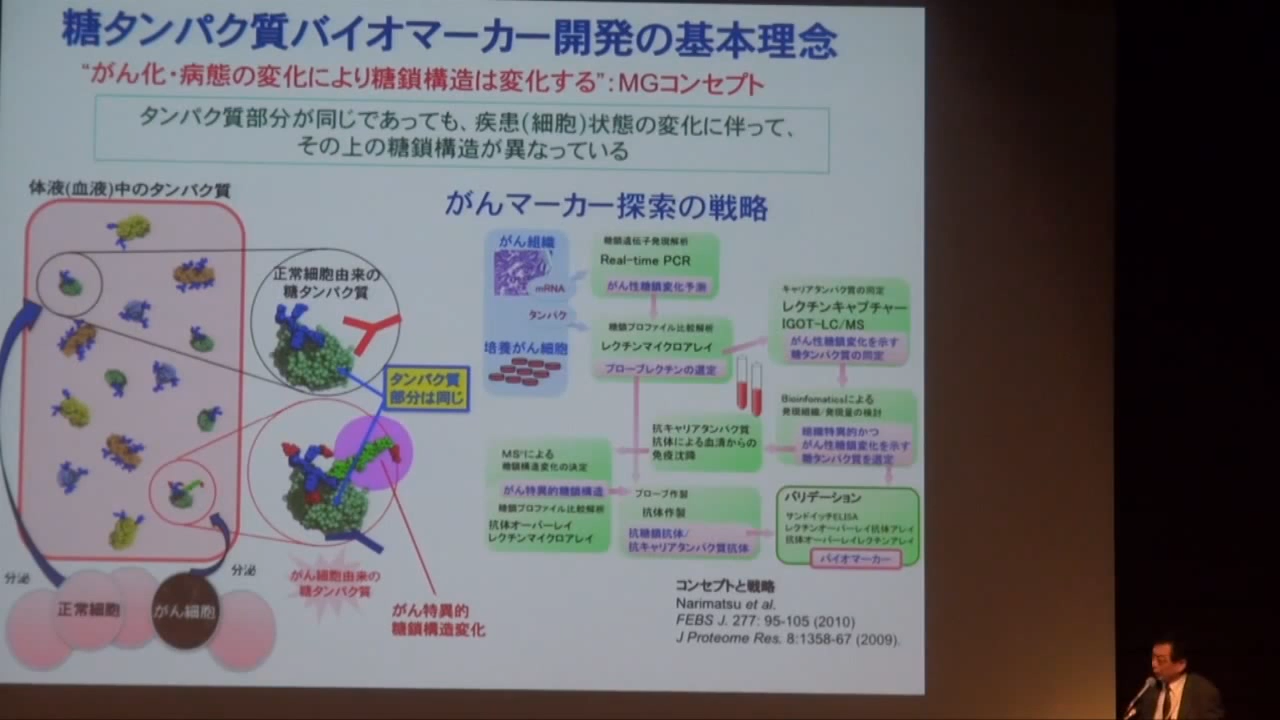 糖タンパク質バイオマーカー開発の基本理念
“がん化・病態の変化により糖鎖構造は変化する”：MGコンセプト
タンパク質部分が同じであっても、疾患(細胞)状態の変化に伴って、
その上の糖鎖構造が異なっている
体液(血液)中のタンパク質
正常細胞由来の
糖タンパク質
タンパク質
部分は同じ
がん細胞由来の
糖タンパク質
がん特異的
糖鎖構造変化
分泌
正常細胞
がん細胞
分泌
がんマーカー探索の戦略
がん組織
mRNA
タンパク
培養がん細胞
糖鎖遺伝子発現解析
Real-time PCR
がん性糖鎖変化予測
糖鎖プロファイル比較解析
レクチンマイクロアレイ
プローブレクチンの選定
キャリアタンパク質の同定
レクチンキャプチャー
IGOT-LC/MS
がん性糖鎖変化を示す
糖タンパク質の同定
Bioinfomaticsによる
発現組織/発現量の検討
組織特異的かつ
がん性糖鎖変化を示す
糖タンパク質を選定
抗キャリアタンパク質
抗体による血清からの
免疫沈降
MSⁿによる
糖鎖構造変化の決定
がん特異的糖鎖構造
糖鎖プロファイル比較解析
抗体オーバーレイ
レクチンマイクロアレイ
プローブ作製
抗体作製
抗糖鎖抗体/
抗キャリアタンパク質抗体
バリデーション
サンドイッチELISA
レクチンオーバーレイ抗体アレイ
抗体オーバーレイレクチンアレイ
バイオマーカー
コンセプトと戦略
Narimatsu et al.
FEBS J. 277: 95-105 (2010)
J Proteome Res. 8:1358-67 (2009).